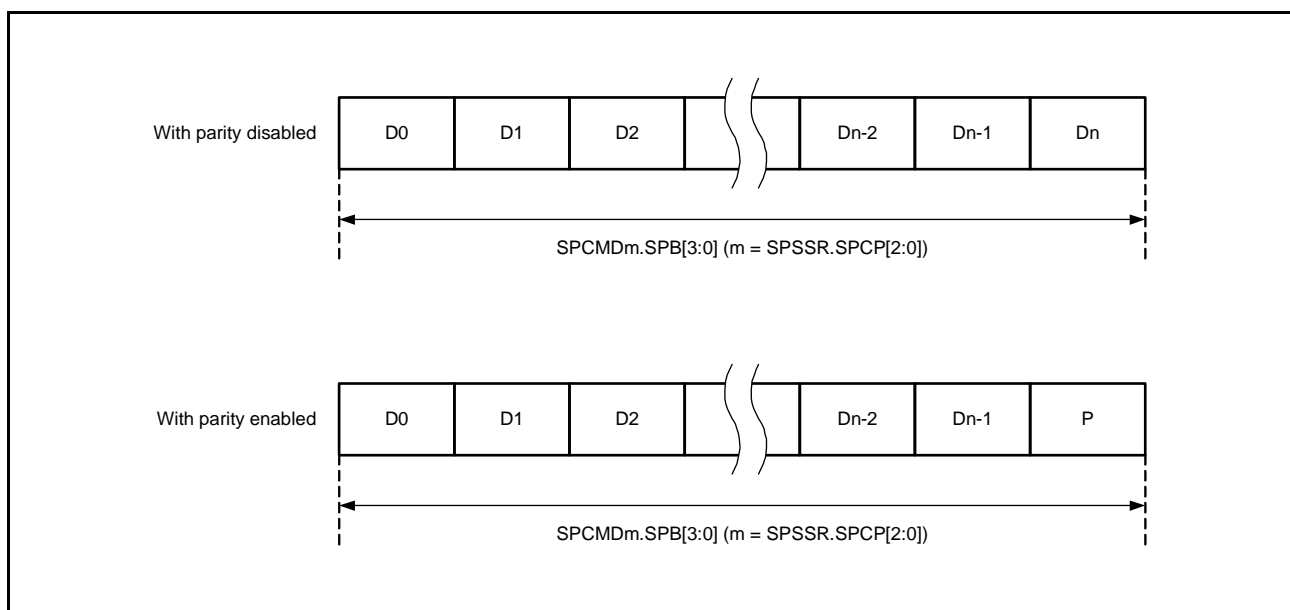 With parity disabled D0 D1 D2 Dn-2 Dn-1 Dn
SPCMDm.SPB[3:0] (m = SPSSR.SPCP[2:0])
With parity enabled D0 D1 D2 Dn-2 Dn-1 P
SPCMDm.SPB[3:0] (m = SPSSR.SPCP[2:0])